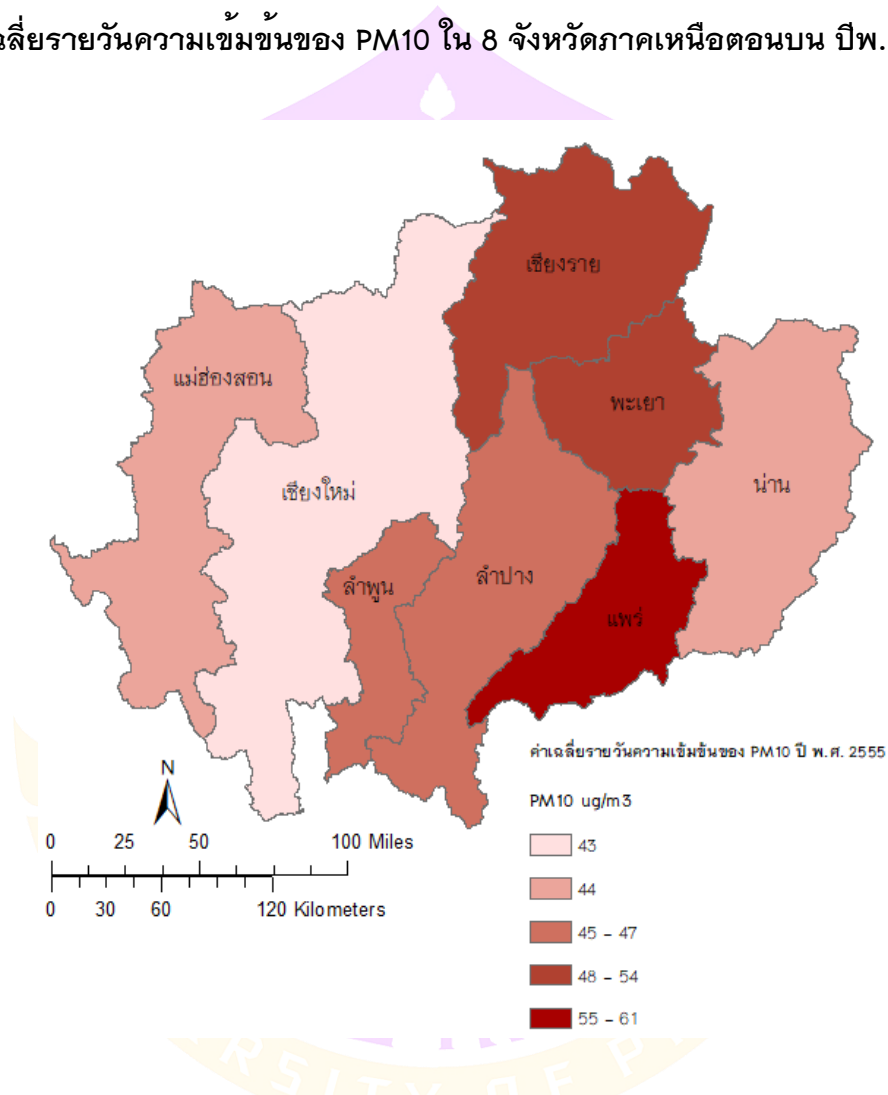 ฉลี่ยรายวันความเข้มข้นของ PM10 ใน 8 จังหวัดภาคเหนือตอนบน ปีพ.
เชียงราย
แม่ฮ่องสอน
พะเยา
น่าน
เชียงใหม่
ลำพูน
ลำปาง
แพร่
ค่าเฉลี่ยรายวันความเข้มข้นของ PM10 ปี พ.ศ. 2555
PM10 ug/m3
43
44
45 - 47
48 - 54
55 - 61
N
0 25 50 100 Miles
0 30 60 120 Kilometers
RSITY OF P